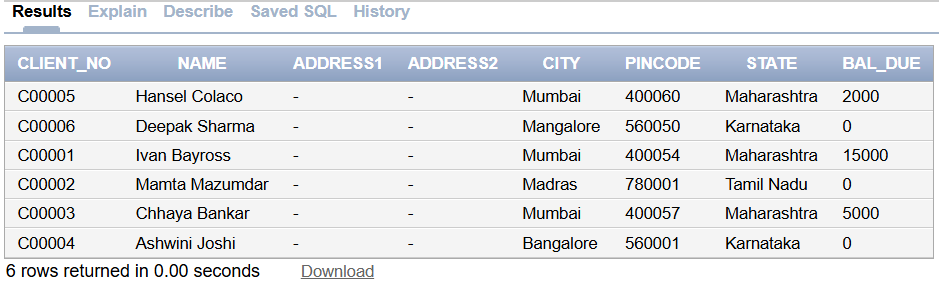 Results Explain Describe Saved SQL History
CLIENT_NO NAME ADDRESS1 ADDRESS2 CITY PINCODE STATE BAL_DUE
C00005 Hansel Colaco - - Mumbai 400060 Maharashtra 2000
C00006 Deepak Sharma - - Mangalore 560050 Karnataka 0
C00001 Ivan Bayross - - Mumbai 400054 Maharashtra 15000
C00002 Mamta Mazumdar - - Madras 780001 Tamil Nadu 0
C00003 Chhaya Bankar - - Mumbai 400057 Maharashtra 5000
C00004 Ashwini Joshi - - Bangalore 560001 Karnataka 0
6 rows returned in 0.00 seconds Download